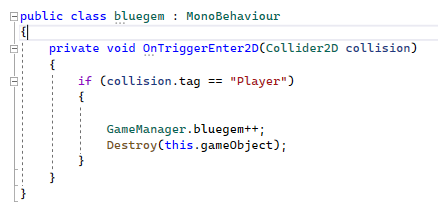 public class bluegem : MonoBehaviour
{
private void OnTriggerEnter2D(Collider2D collision)
{
if (collision.tag == "Player")
{
GameManager.bluegem++;
Destroy(this.gameObject);
}
}
}